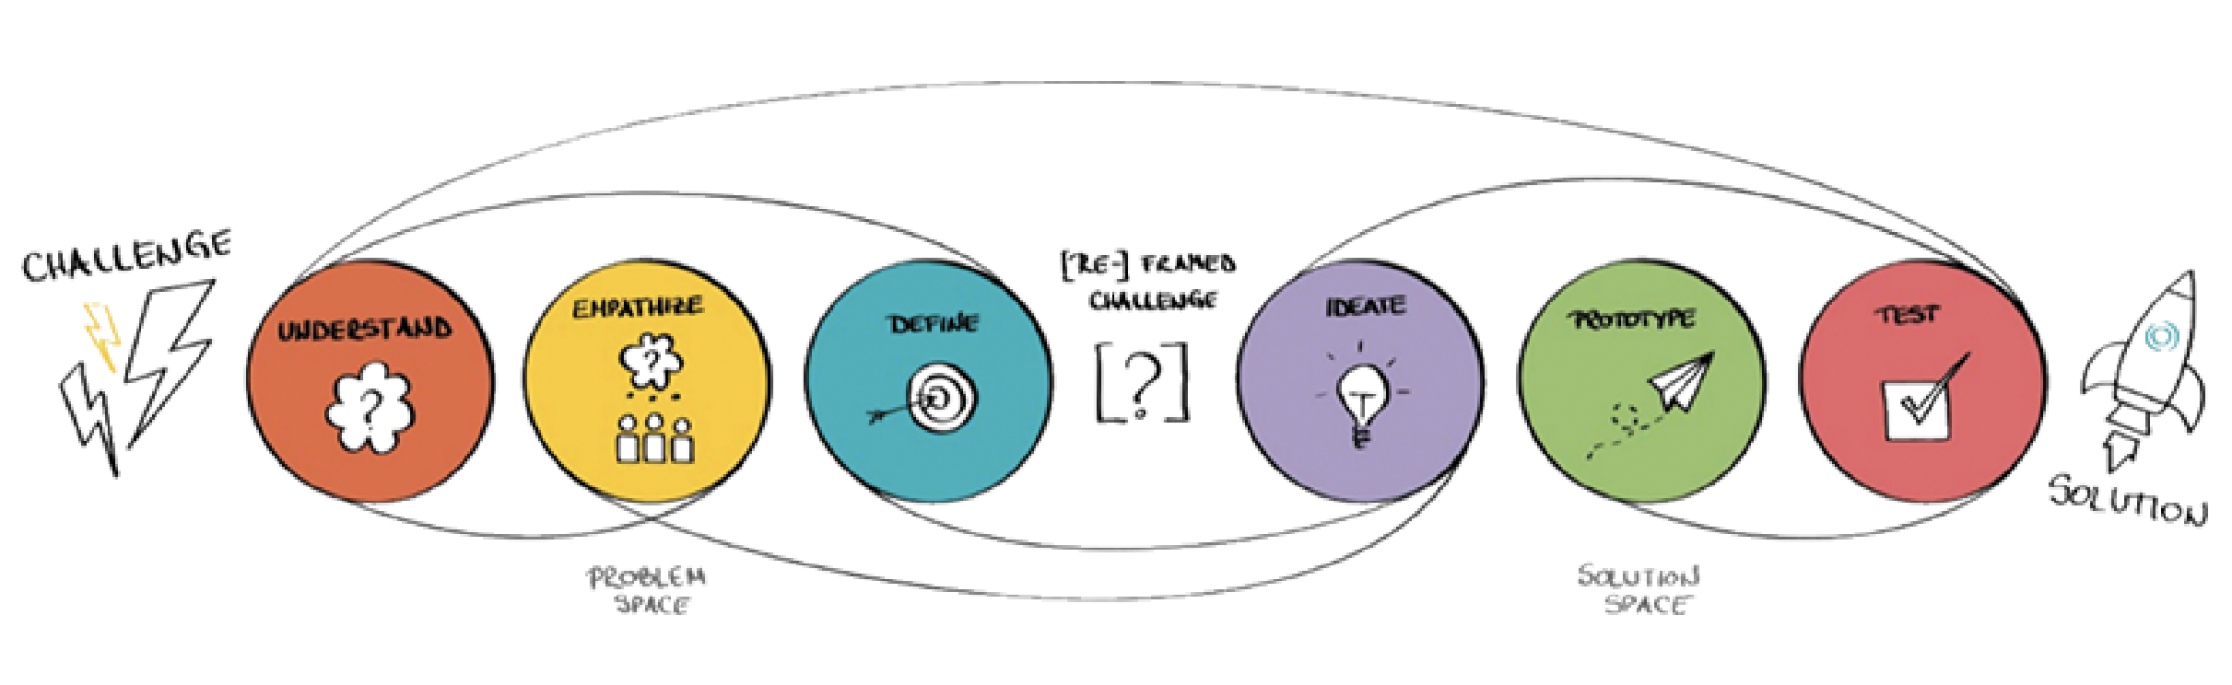 CHALLENGE
UNDERSTAND
?
EMPATHIZE
?
DEFINE
[RE-] FRAMED
CHALLENGE
[?]
IDEATE
PROTOTYPE
TEST
SOLUTION
PROBLEM
SPACE
SOLUTION
SPACE